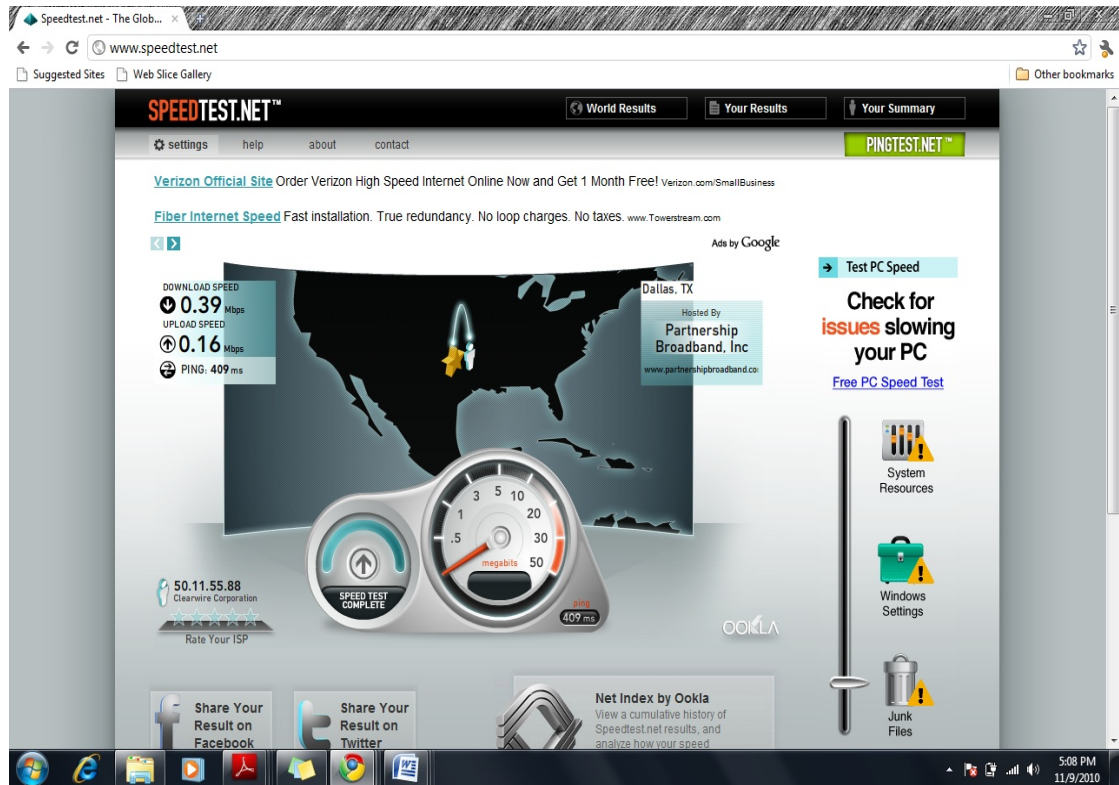 Speedtest.net - The Glob...
www.speedtest.net
Suggested Sites Web Slice Gallery Other bookmarks
SPEEDTEST.NET™ World Results Your Results Your Summary
settings help about contact PINGTEST.NET™
Verizon Official Site Order Verizon High Speed Internet Online Now and Get 1 Month Free! Verizon.com/SmallBusiness
Fiber Internet Speed Fast installation. True redundancy. No loop charges. No taxes. www.Towerstream.com
Ads by Google
DOWNLOAD SPEED
0.39 Mbps
UPLOAD SPEED
0.16 Mbps
PING: 409 ms
Dallas, TX
Hosted By
Partnership
Broadband, Inc
www.partnershipbroadband.co
Test PC Speed
Check for
issues slowing
your PC
Free PC Speed Test
System
Resources
Windows
Settings
Junk
Files
.5 1 3 5 10 20 30 50
megabits
SPEED TEST
COMPLETE
ping
409 ms
50.11.55.88
Clearwire Corporation
Rate Your ISP
OOKLA
Share Your
Result on
Facebook
Share Your
Result on
Twitter
Net Index by Ookla
View a cumulative history of
Speedtest.net results, and
analyze how your speed
5:08 PM
11/9/2010